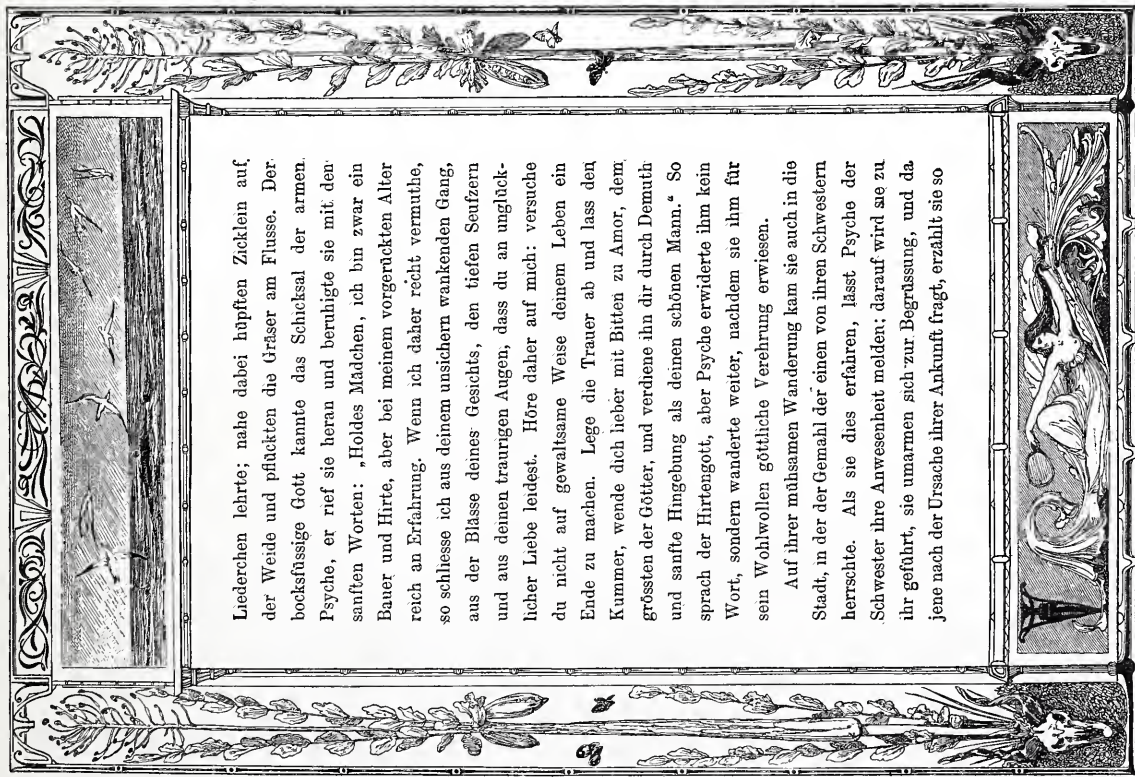 Liederchen lehrte; nahe dabei hüpften Zicklein auf
der Weide und pflückten die Gräser am Flusse. Der
bocksfüssige Gott kannte das Schicksal der armen
Psyche, er rief sie heran und beruhigte sie mit den
sanften Worten: „Holdes Mädchen, ich bin zwar ein
Bauer und Hirte, aber bei meinem vorgerückten Alter
reich an Erfahrung. Wenn ich daher recht vermuthe,
so schliesse ich aus deinem unsichern wankenden Gang,
aus der Blässe deines Gesichts, den tiefen Seufzern
und aus deinen traurigen Augen, dass du an unglück-
licher Liebe leidest. Höre daher auf mich: versuche
du nicht auf gewaltsame Weise deinem Leben ein
Ende zu machen. Lege die Trauer ab und lass den
Kummer, wende dich lieber mit Bitten zu Amor, dem
grössten der Götter, und verdiene ihn dir durch Demuth
und sanfte Hingebung als deinen schönen Mann.“ So
sprach der Hirtengott, aber Psyche erwiderte ihm kein
Wort, sondern wanderte weiter, nachdem sie ihm für
sein Wohlwollen göttliche Verehrung erwiesen.
Auf ihrer mühsamen Wanderung kam sie auch in die
Stadt, in der der Gemahl der einen von ihren Schwestern
herrschte. Als sie dies erfahren, lässt Psyche der
Schwester ihre Anwesenheit melden; darauf wird sie zu
ihr geführt, sie umarmen sich zur Begrüssung, und da
jene nach der Ursache ihrer Ankunft fragt, erzählt sie so